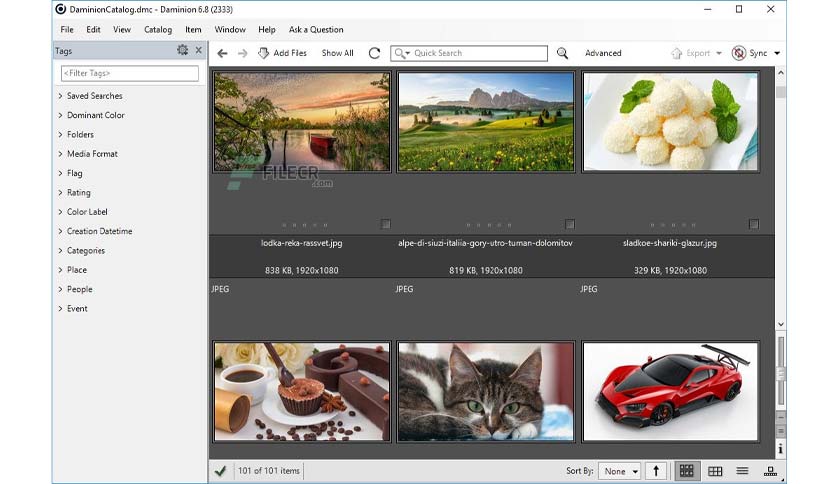 DaminionCatalog.dmc - Daminion 6.8 (2333)
File Edit View Catalog Item Window Help Ask a Question
Tags
Add Files Show All Quick Search Advanced Export Sync
<Filter Tags>
Saved Searches
Dominant Color
Folders
Media Format
Flag
Rating
Color Label
Creation Datetime
Categories
Place
People
Event
FILECR
.com
lodka-reka-rassvet.jpg alpe-di-siuzi-italiia-gory-utro-tuman-dolomitov sladkoe-shariki-glazur.jpg
838 KB, 1920x1080 819 KB, 1920x1080 329 KB, 1920x1080
JPEG JPEG JPEG
101 of 101 items Sort By: None